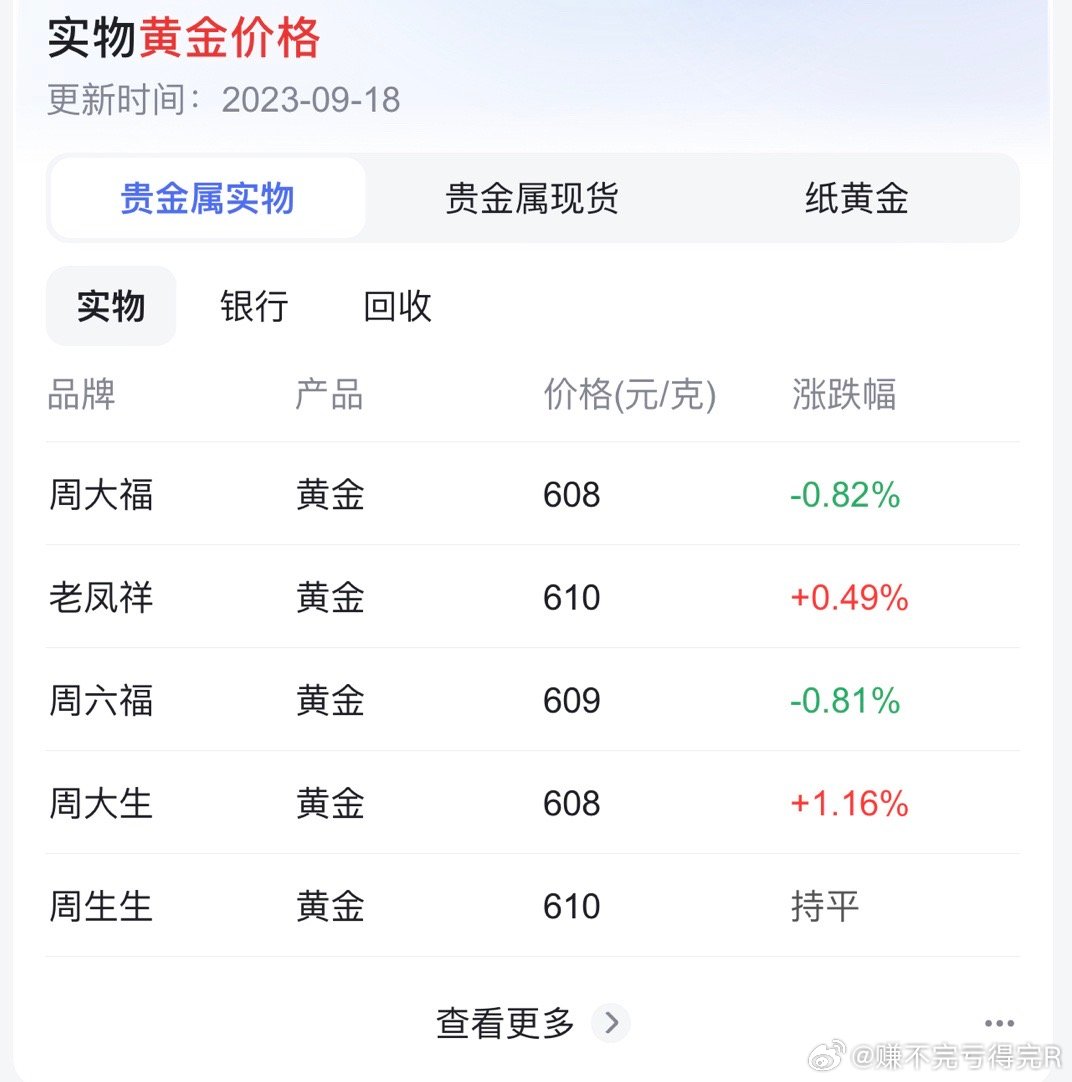 实物黄金价格
更新时间：2023-09-18
贵金属实物 贵金属现货 纸黄金
实物 银行 回收
品牌 产品 价格(元/克) 涨跌幅
周大福 黄金 608 -0.82%
老凤祥 黄金 610 +0.49%
周六福 黄金 609 -0.81%
周大生 黄金 608 +1.16%
周生生 黄金 610 持平
查看更多
@赚不完亏得完R